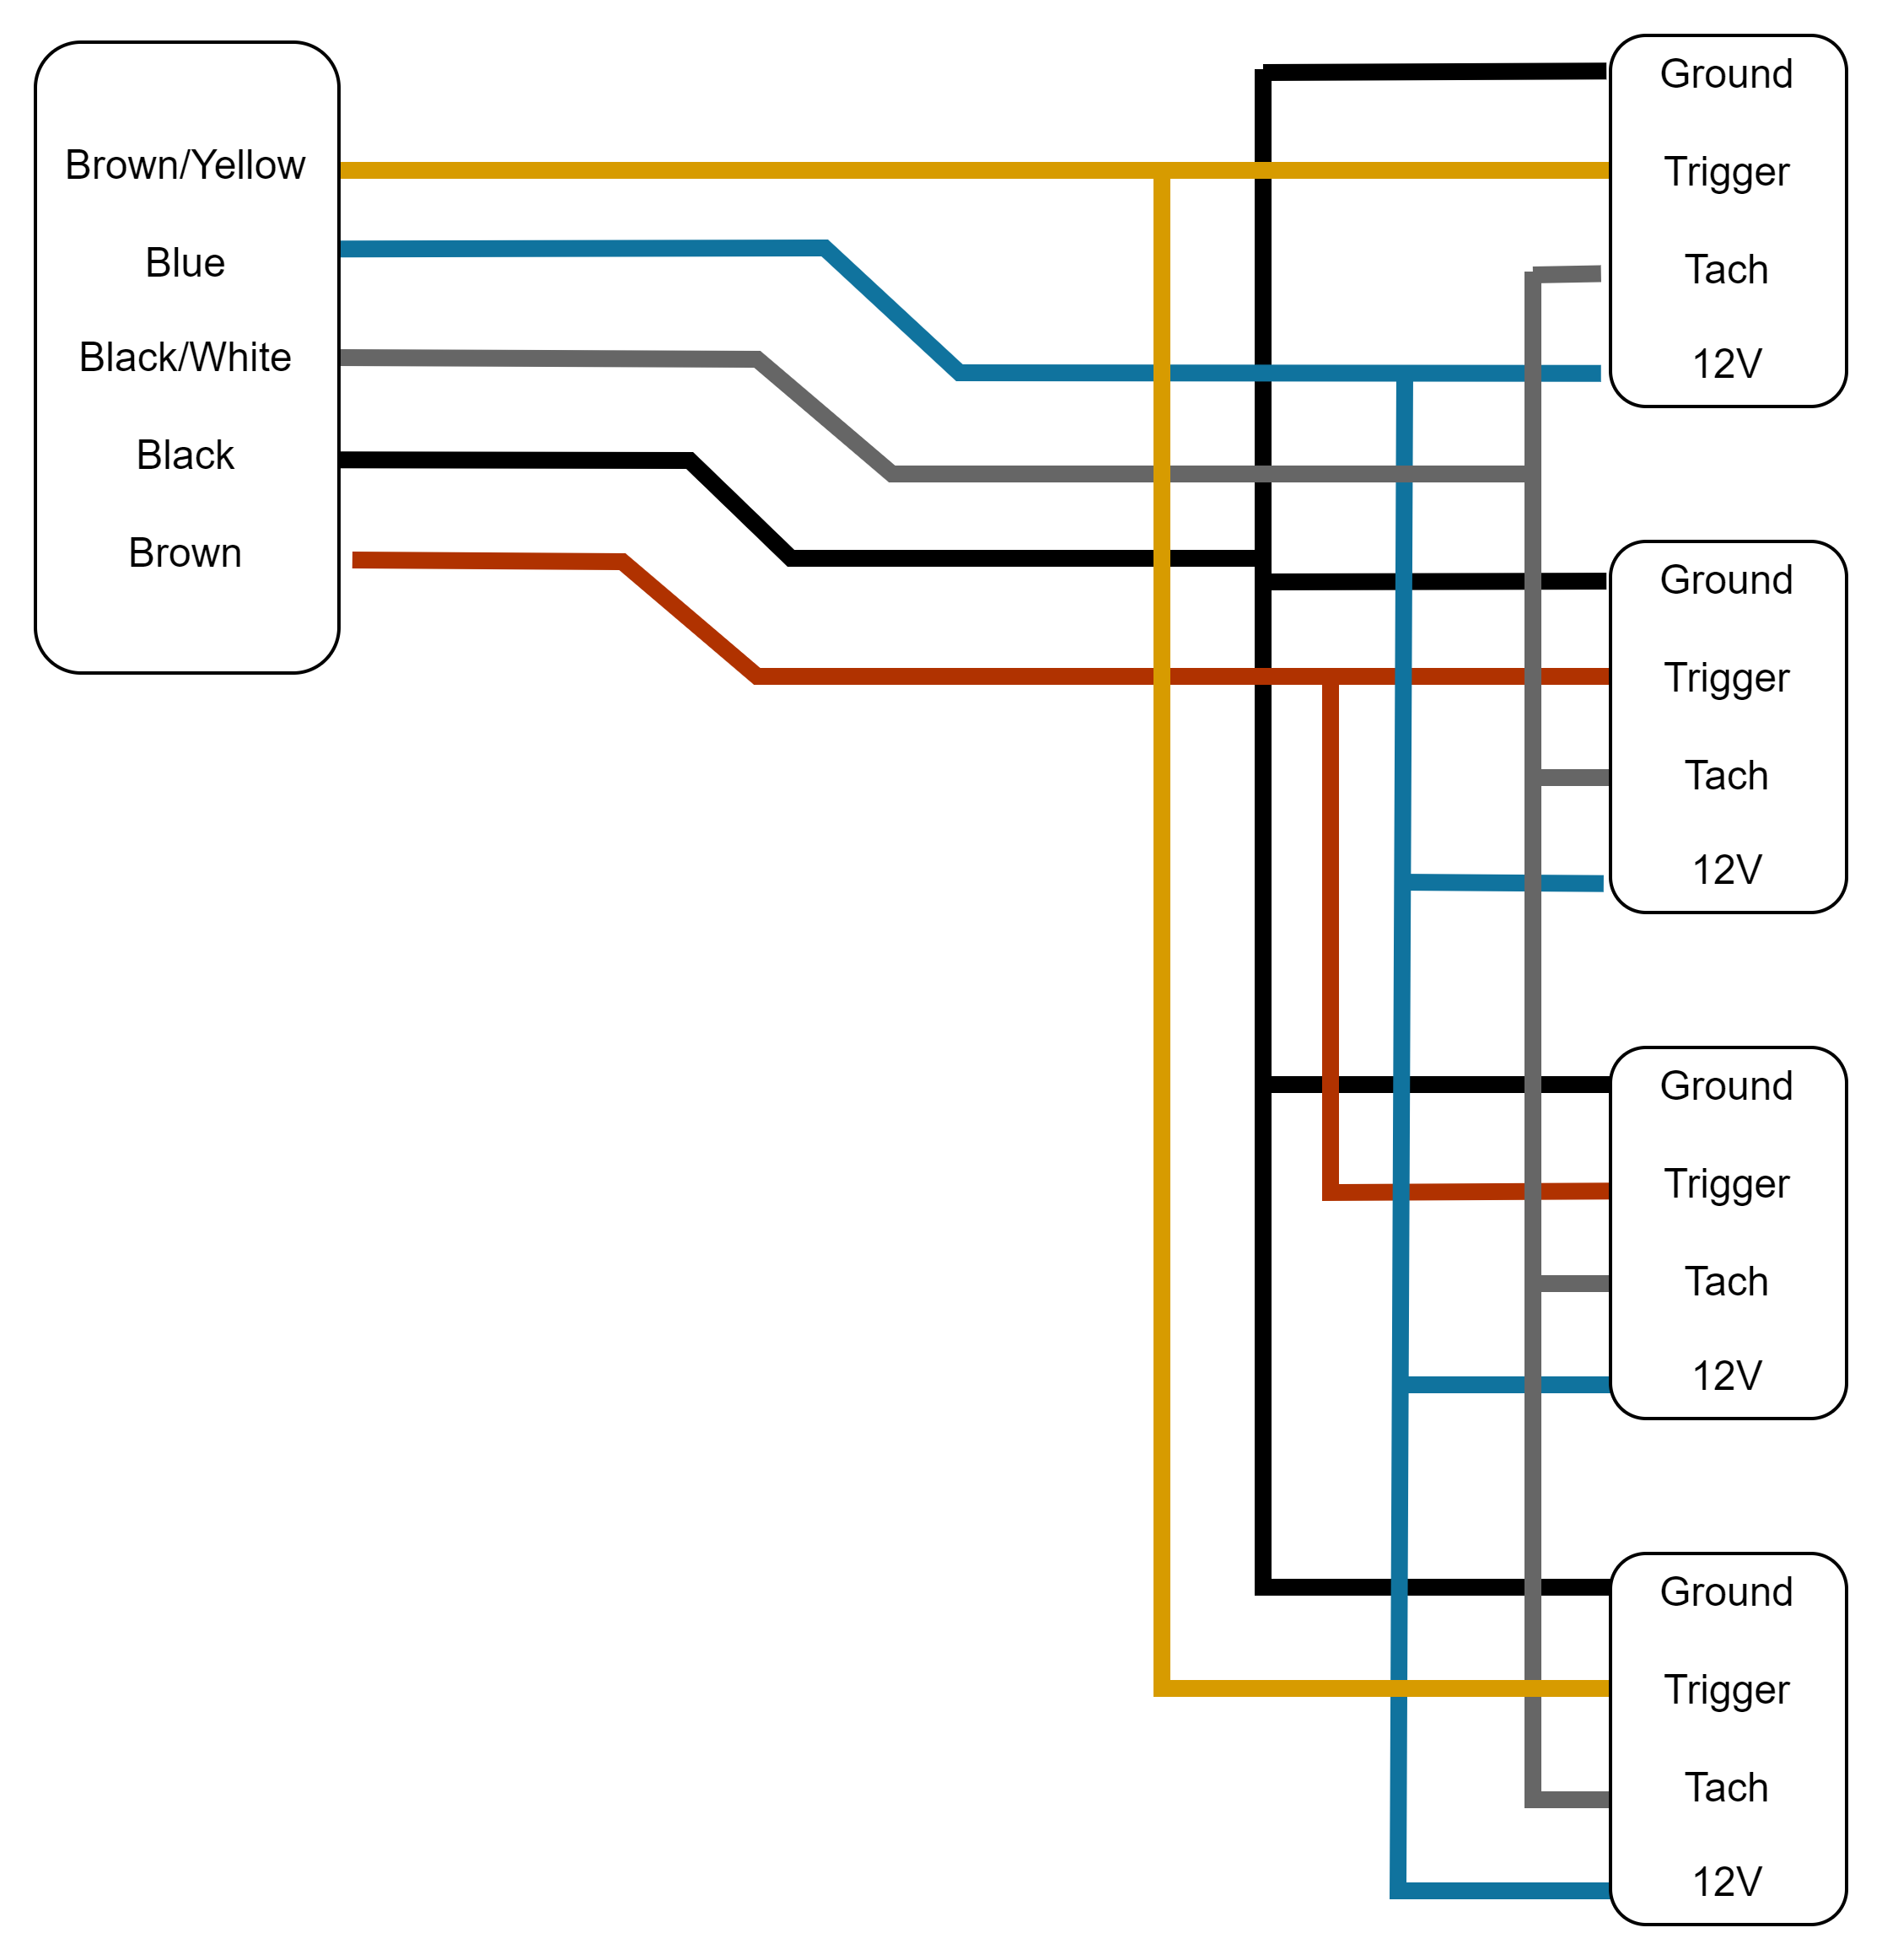 Brown/Yellow
Blue
Black/White
Black
Brown
Ground
Trigger
Tach
12V
Ground
Trigger
Tach
12V
Ground
Trigger
Tach
12V
Ground
Trigger
Tach
12V